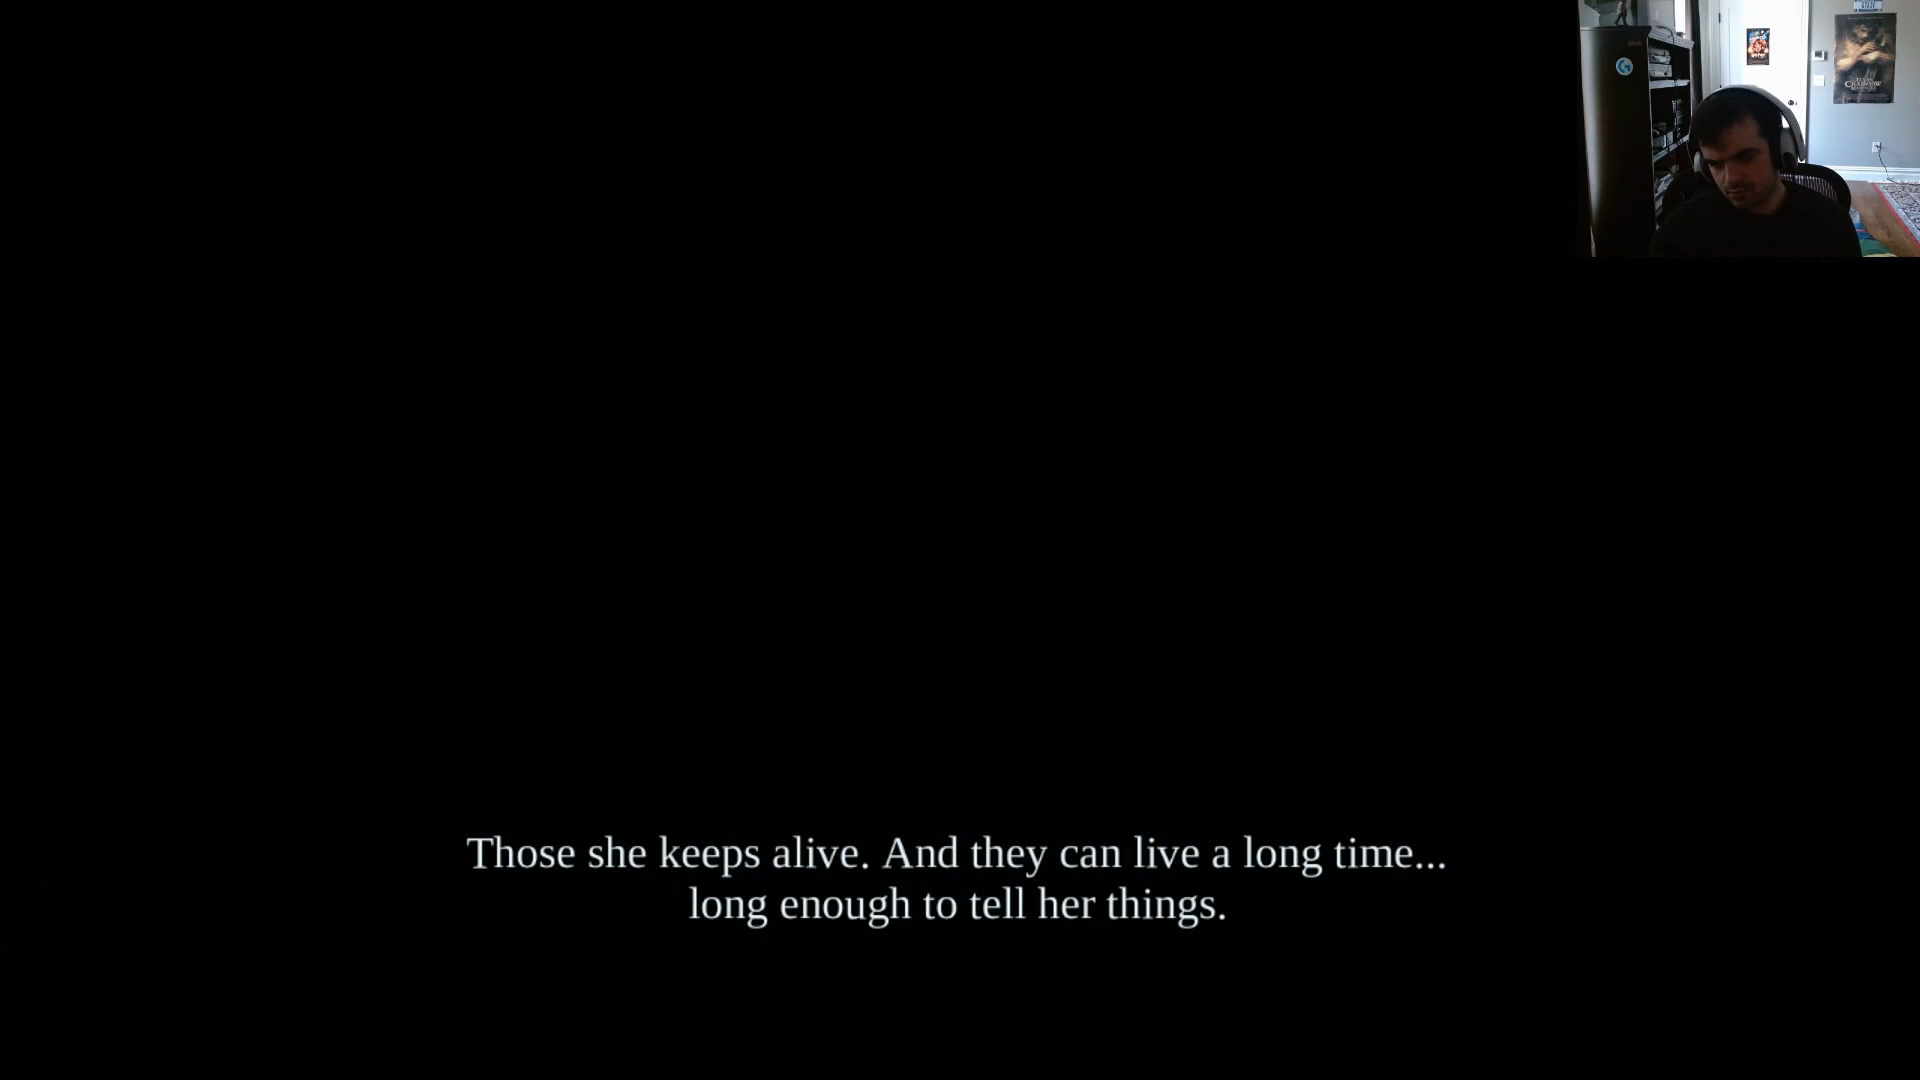 Those she keeps alive. And they can live a long time...
long enough to tell her things.